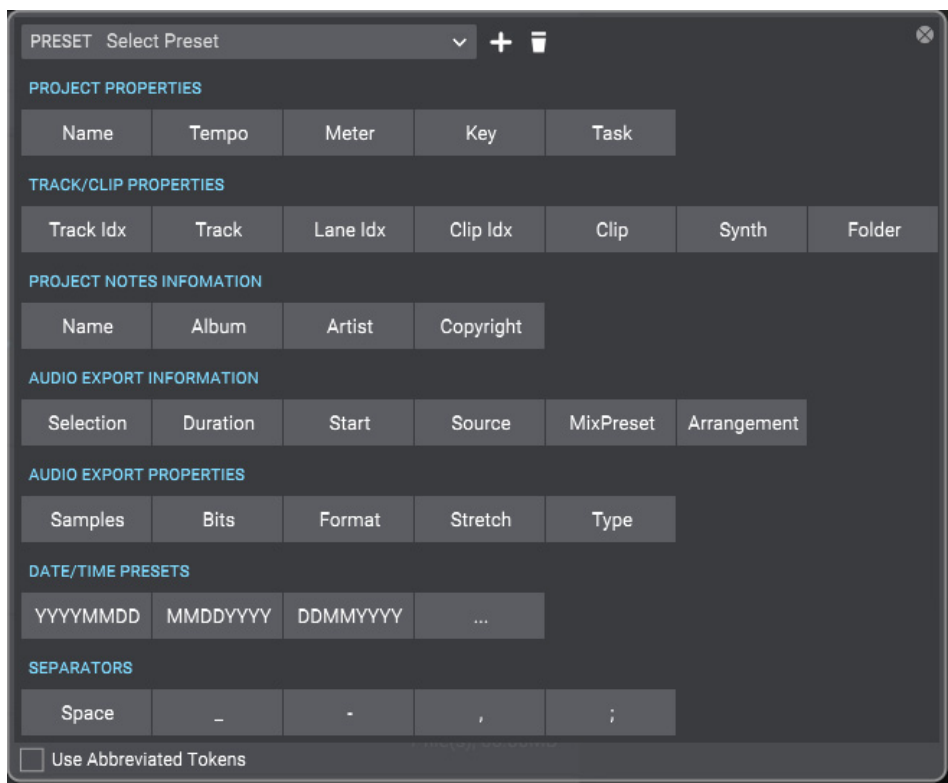 PRESET Select Preset
PROJECT PROPERTIES
Name Tempo Meter Key Task
TRACK/CLIP PROPERTIES
Track Idx Track Lane Idx Clip Idx Clip Synth Folder
PROJECT NOTES INFOMATION
Name Album Artist Copyright
AUDIO EXPORT INFORMATION
Selection Duration Start Source MixPreset Arrangement
AUDIO EXPORT PROPERTIES
Samples Bits Format Stretch Type
DATE/TIME PRESETS
YYYYMMDD MMDDYYYY DDMMYYYY ...
SEPARATORS
Space _ - , ;
Use Abbreviated Tokens